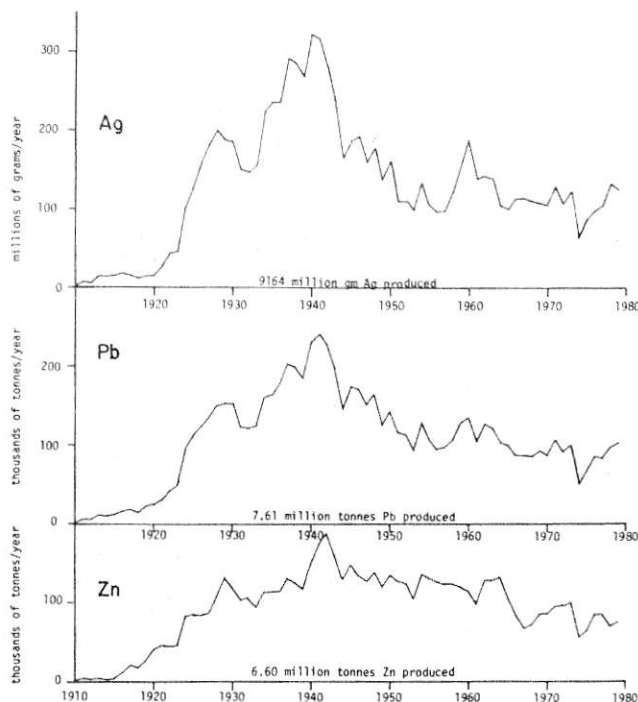 300
Ag
200
millions of grams/year
100
0
9164 million gm Ag produced
1920 1930 1940 1950 1960 1970 1980
Pb
200
thousands of tonnes/year
100
0
7.61 million tonnes Pb produced
1920 1930 1940 1950 1960 1970 1980
Zn
thousands of tonnes/year
100
0
6.60 million tonnes Zn produced
1910 1920 1930 1940 1950 1960 1970 1980